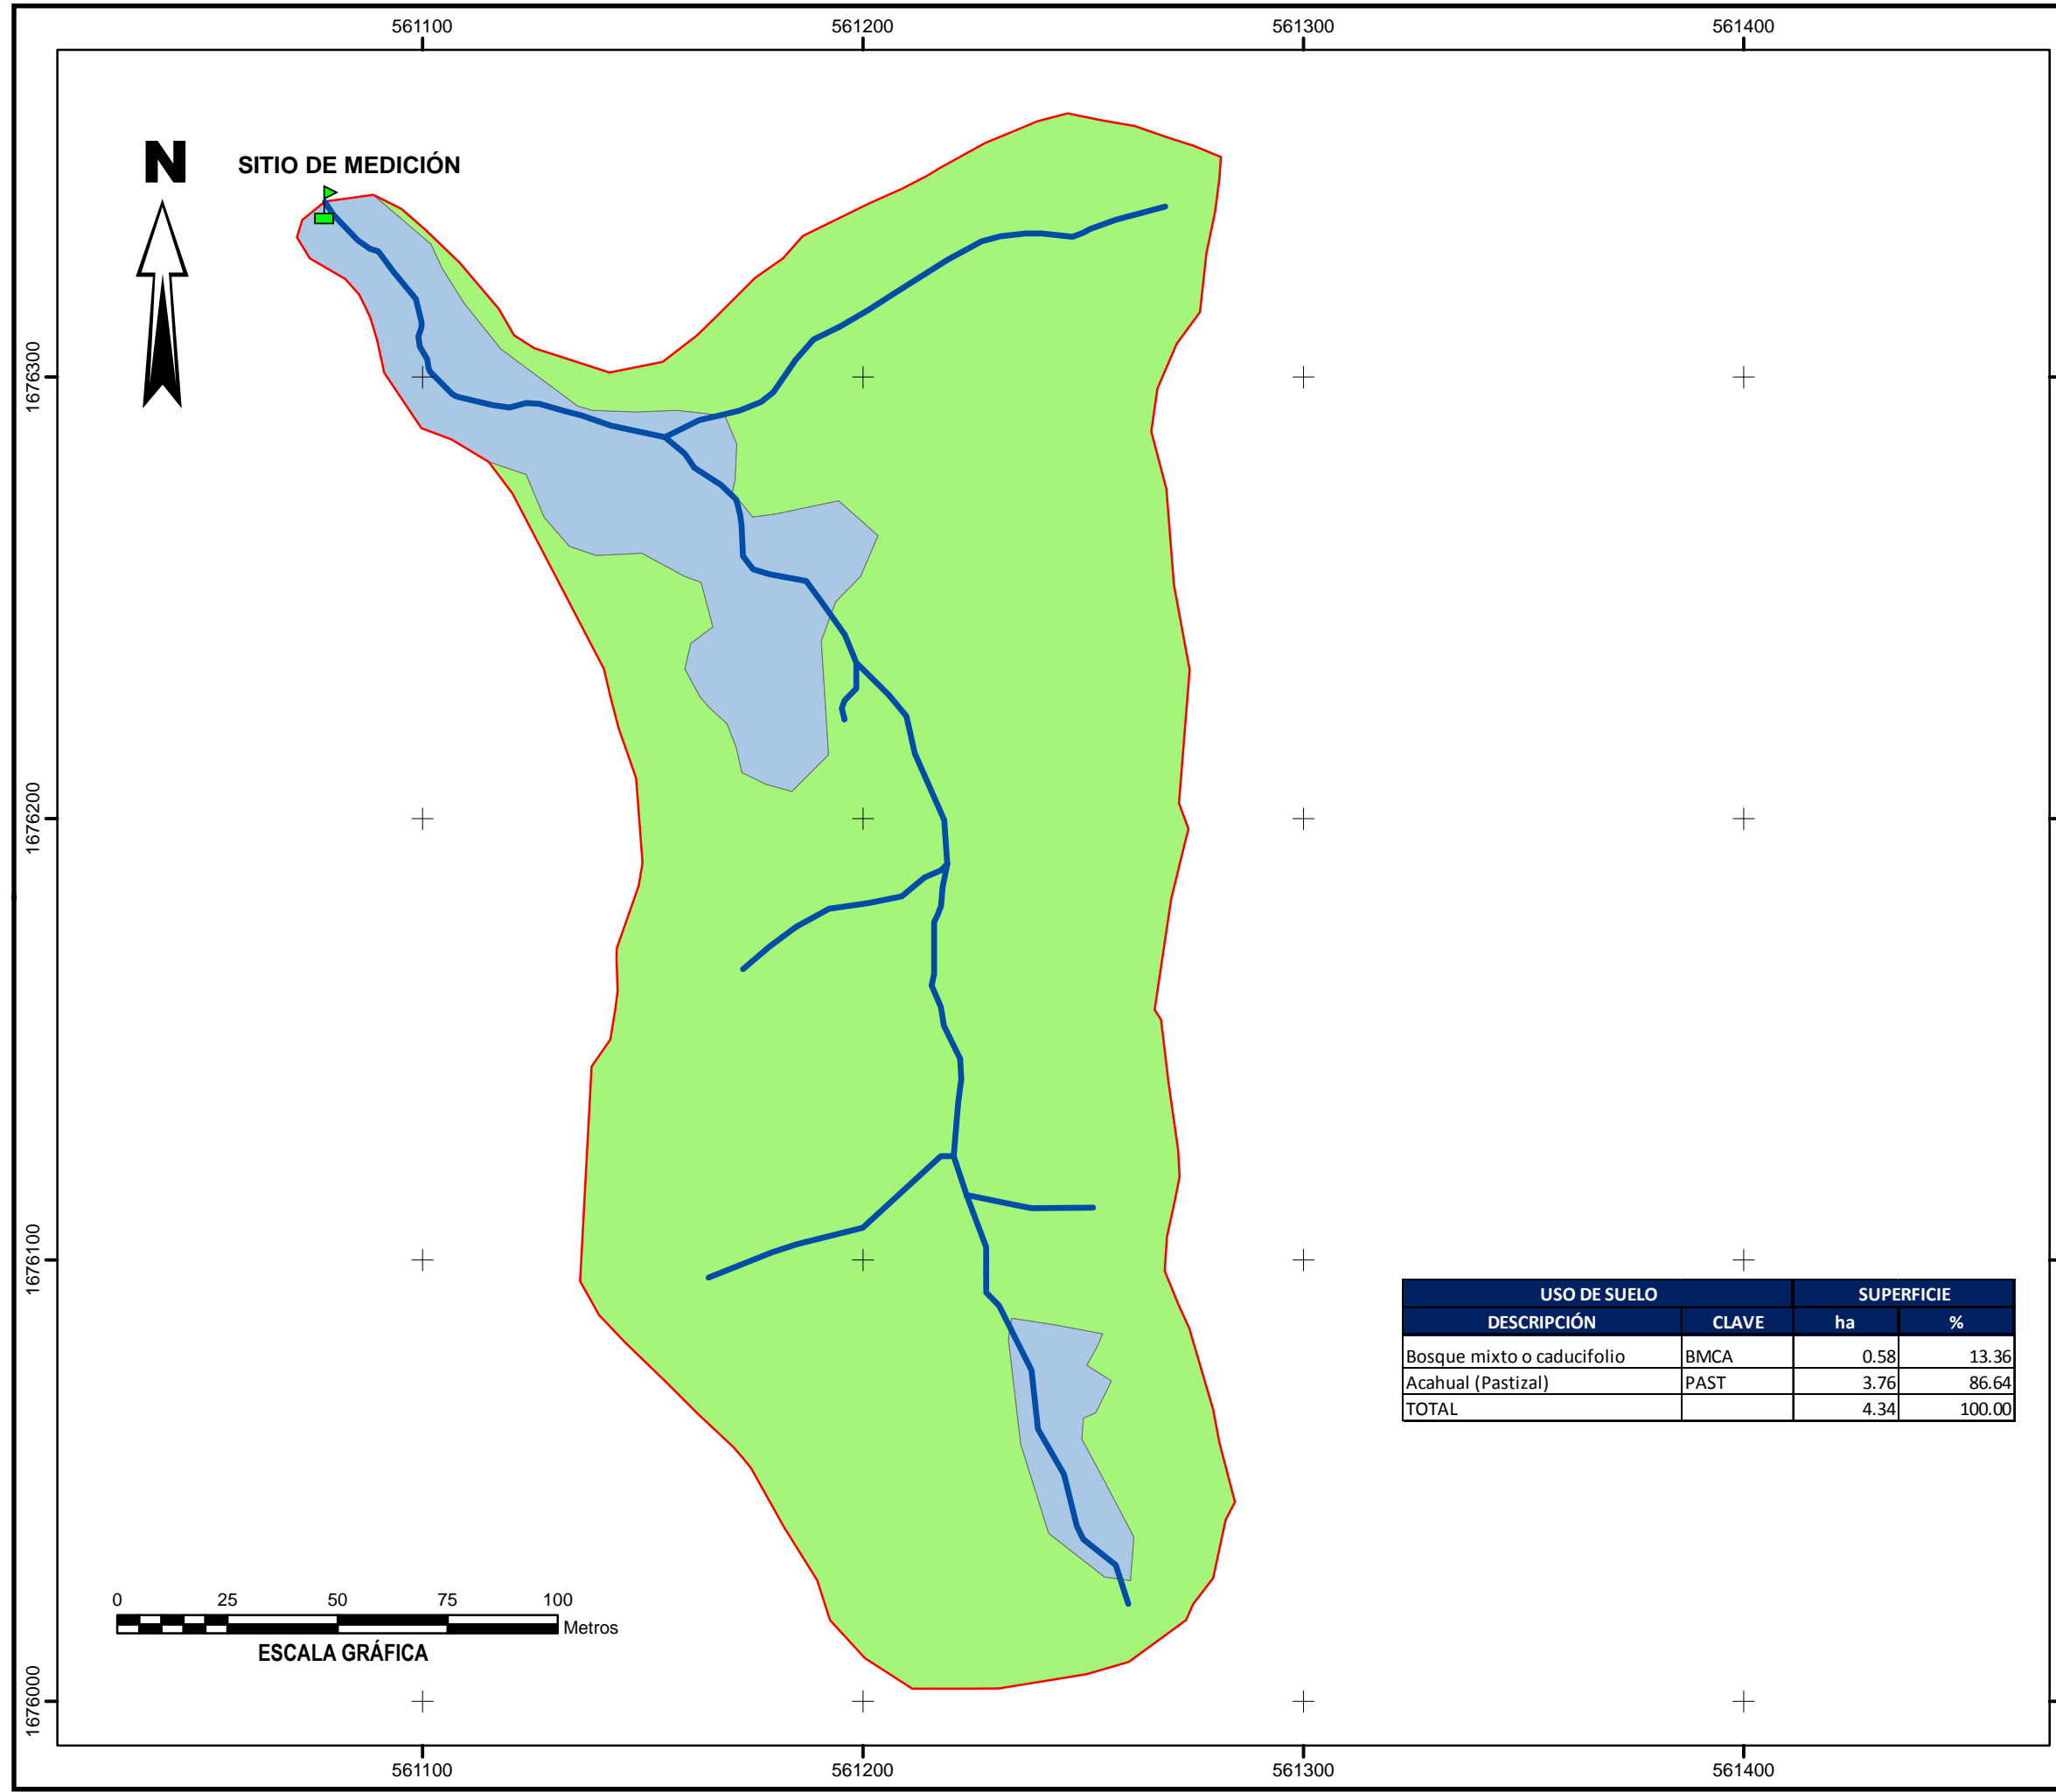 561100 561200 561300 561400
N
SITIO DE MEDICIÓN
1676300
1676200
1676100
1676000
USO DE SUELO SUPERFICIE
DESCRIPCIÓN CLAVE ha %
Bosque mixto o caducifolio BMCA 0.58 13.36
Acahual (Pastizal) PAST 3.76 86.64
TOTAL 4.34 100.00
0 25 50 75 100
Metros
ESCALA GRÁFICA
561100 561200 561300 561400